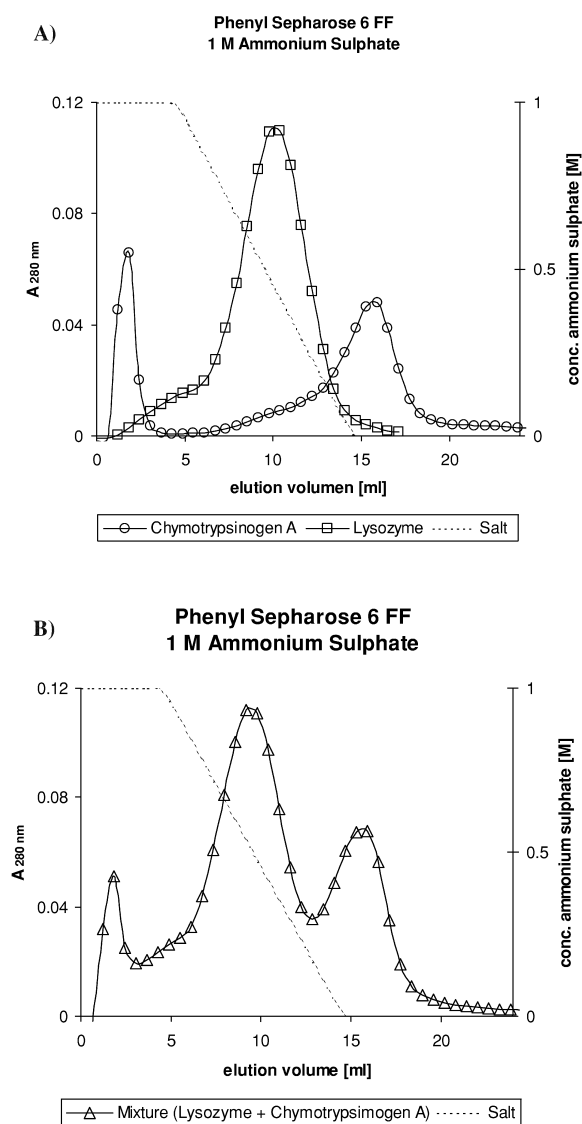 A)
Phenyl Sepharose 6 FF
1 M Ammonium Sulphate
0.12
0.08
0.04
0
A 280 nm
1
0.5
0
conc. ammonium sulphate [M]
0 5 10 15 20
elution volumen [ml]
Chymotrypsinogen A Lysozyme Salt
B)
Phenyl Sepharose 6 FF
1 M Ammonium Sulphate
0.12
0.08
0.04
0
A 280 nm
1
0.5
0
conc. ammonium sulphate [M]
0 5 10 15 20
elution volume [ml]
Mixture (Lysozyme + Chymotrypsimogen A) Salt